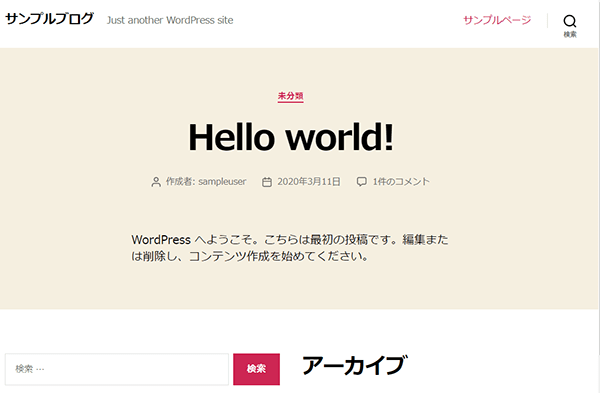 サンプルブログ Just another WordPress site サンプルページ
検索
未分類
Hello world!
作成者: sampleuser 2020年3月11日 1件のコメント
WordPress へようこそ。こちらは最初の投稿です。編集また
は削除し、コンテンツ作成を始めてください。
検索 … 検索 アーカイブ